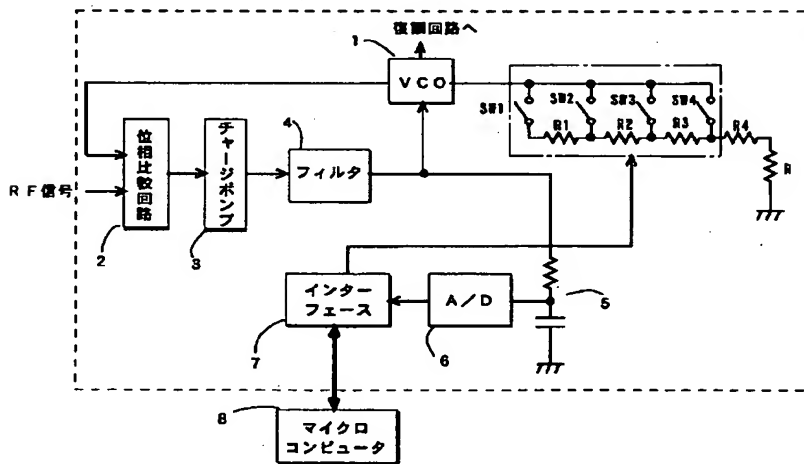 復調回路へ
1
VCO
SW1
SW2
SW3
SW4
R1
R2
R3
R4
R
RF信号
位相比較回路
2
チャージポンプ
3
4
フィルタ
5
A/D
6
インター
フェース
7
8
マイクロ
コンピュータ